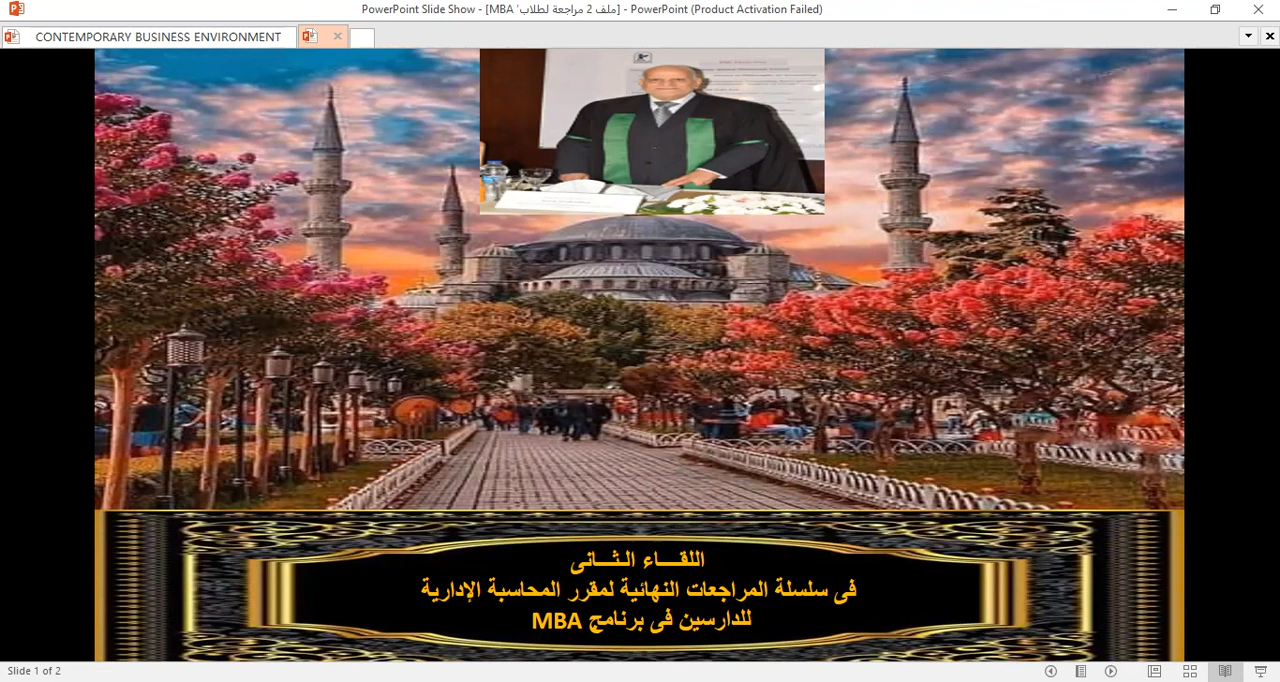 PowerPoint Slide Show - [ملف 2 مراجعة لطلاب' MBA] - PowerPoint (Product Activation Failed)
CONTEMPORARY BUSINESS ENVIRONMENT
اللقـــاء الـثـــانى
فى سلسلة المراجعات النهائية لمقرر المحاسبة الإدارية
للدارسين فى برنامج MBA
Slide 1 of 2